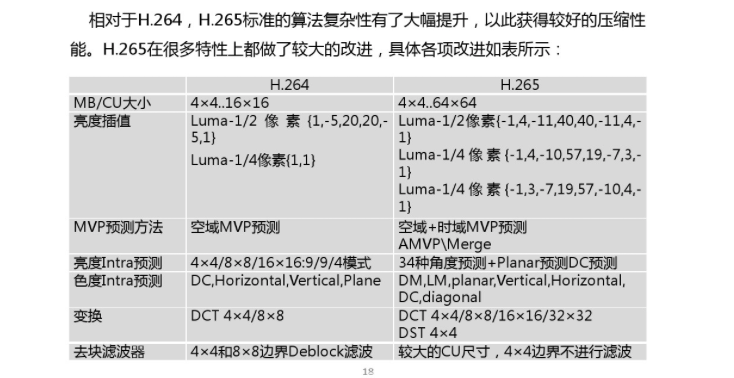 相对于H.264，H.265标准的算法复杂性有了大幅提升，以此获得较好的压缩性
能。H.265在很多特性上都做了较大的改进，具体各项改进如表所示：
H.264 H.265
MB/CU大小 4×4..16×16 4×4..64×64
亮度插值 Luma-1/2 像 素 {1,-5,20,20,- Luma-1/2像素{-1,4,-11,40,40,-11,4,-
5,1} 1}
Luma-1/4像素{1,1} Luma-1/4 像 素 {-1,4,-10,57,19,-7,3,-
1}
Luma-1/4 像 素 {-1,3,-7,19,57,-10,4,-
1}
MVP预测方法 空域MVP预测 空域+时域MVP预测
AMVP\Merge
亮度Intra预测 4×4/8×8/16×16:9/9/4模式 34种角度预测+Planar预测DC预测
色度Intra预测 DC,Horizontal,Vertical,Plane DM,LM,planar,Vertical,Horizontal,
DC,diagonal
变换 DCT 4×4/8×8 DCT 4×4/8×8/16×16/32×32
DST 4×4
去块滤波器 4×4和8×8边界Deblock滤波 较大的CU尺寸，4×4边界不进行滤波
18